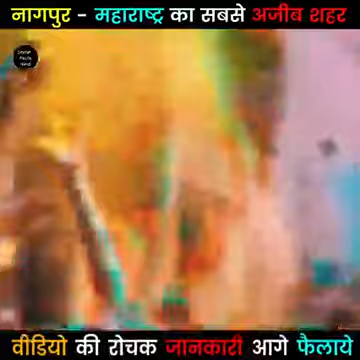 नागपुर - महाराष्ट्र का सबसे अजीब शहर
वीडियो की रोचक जानकारी आगे फैलाये